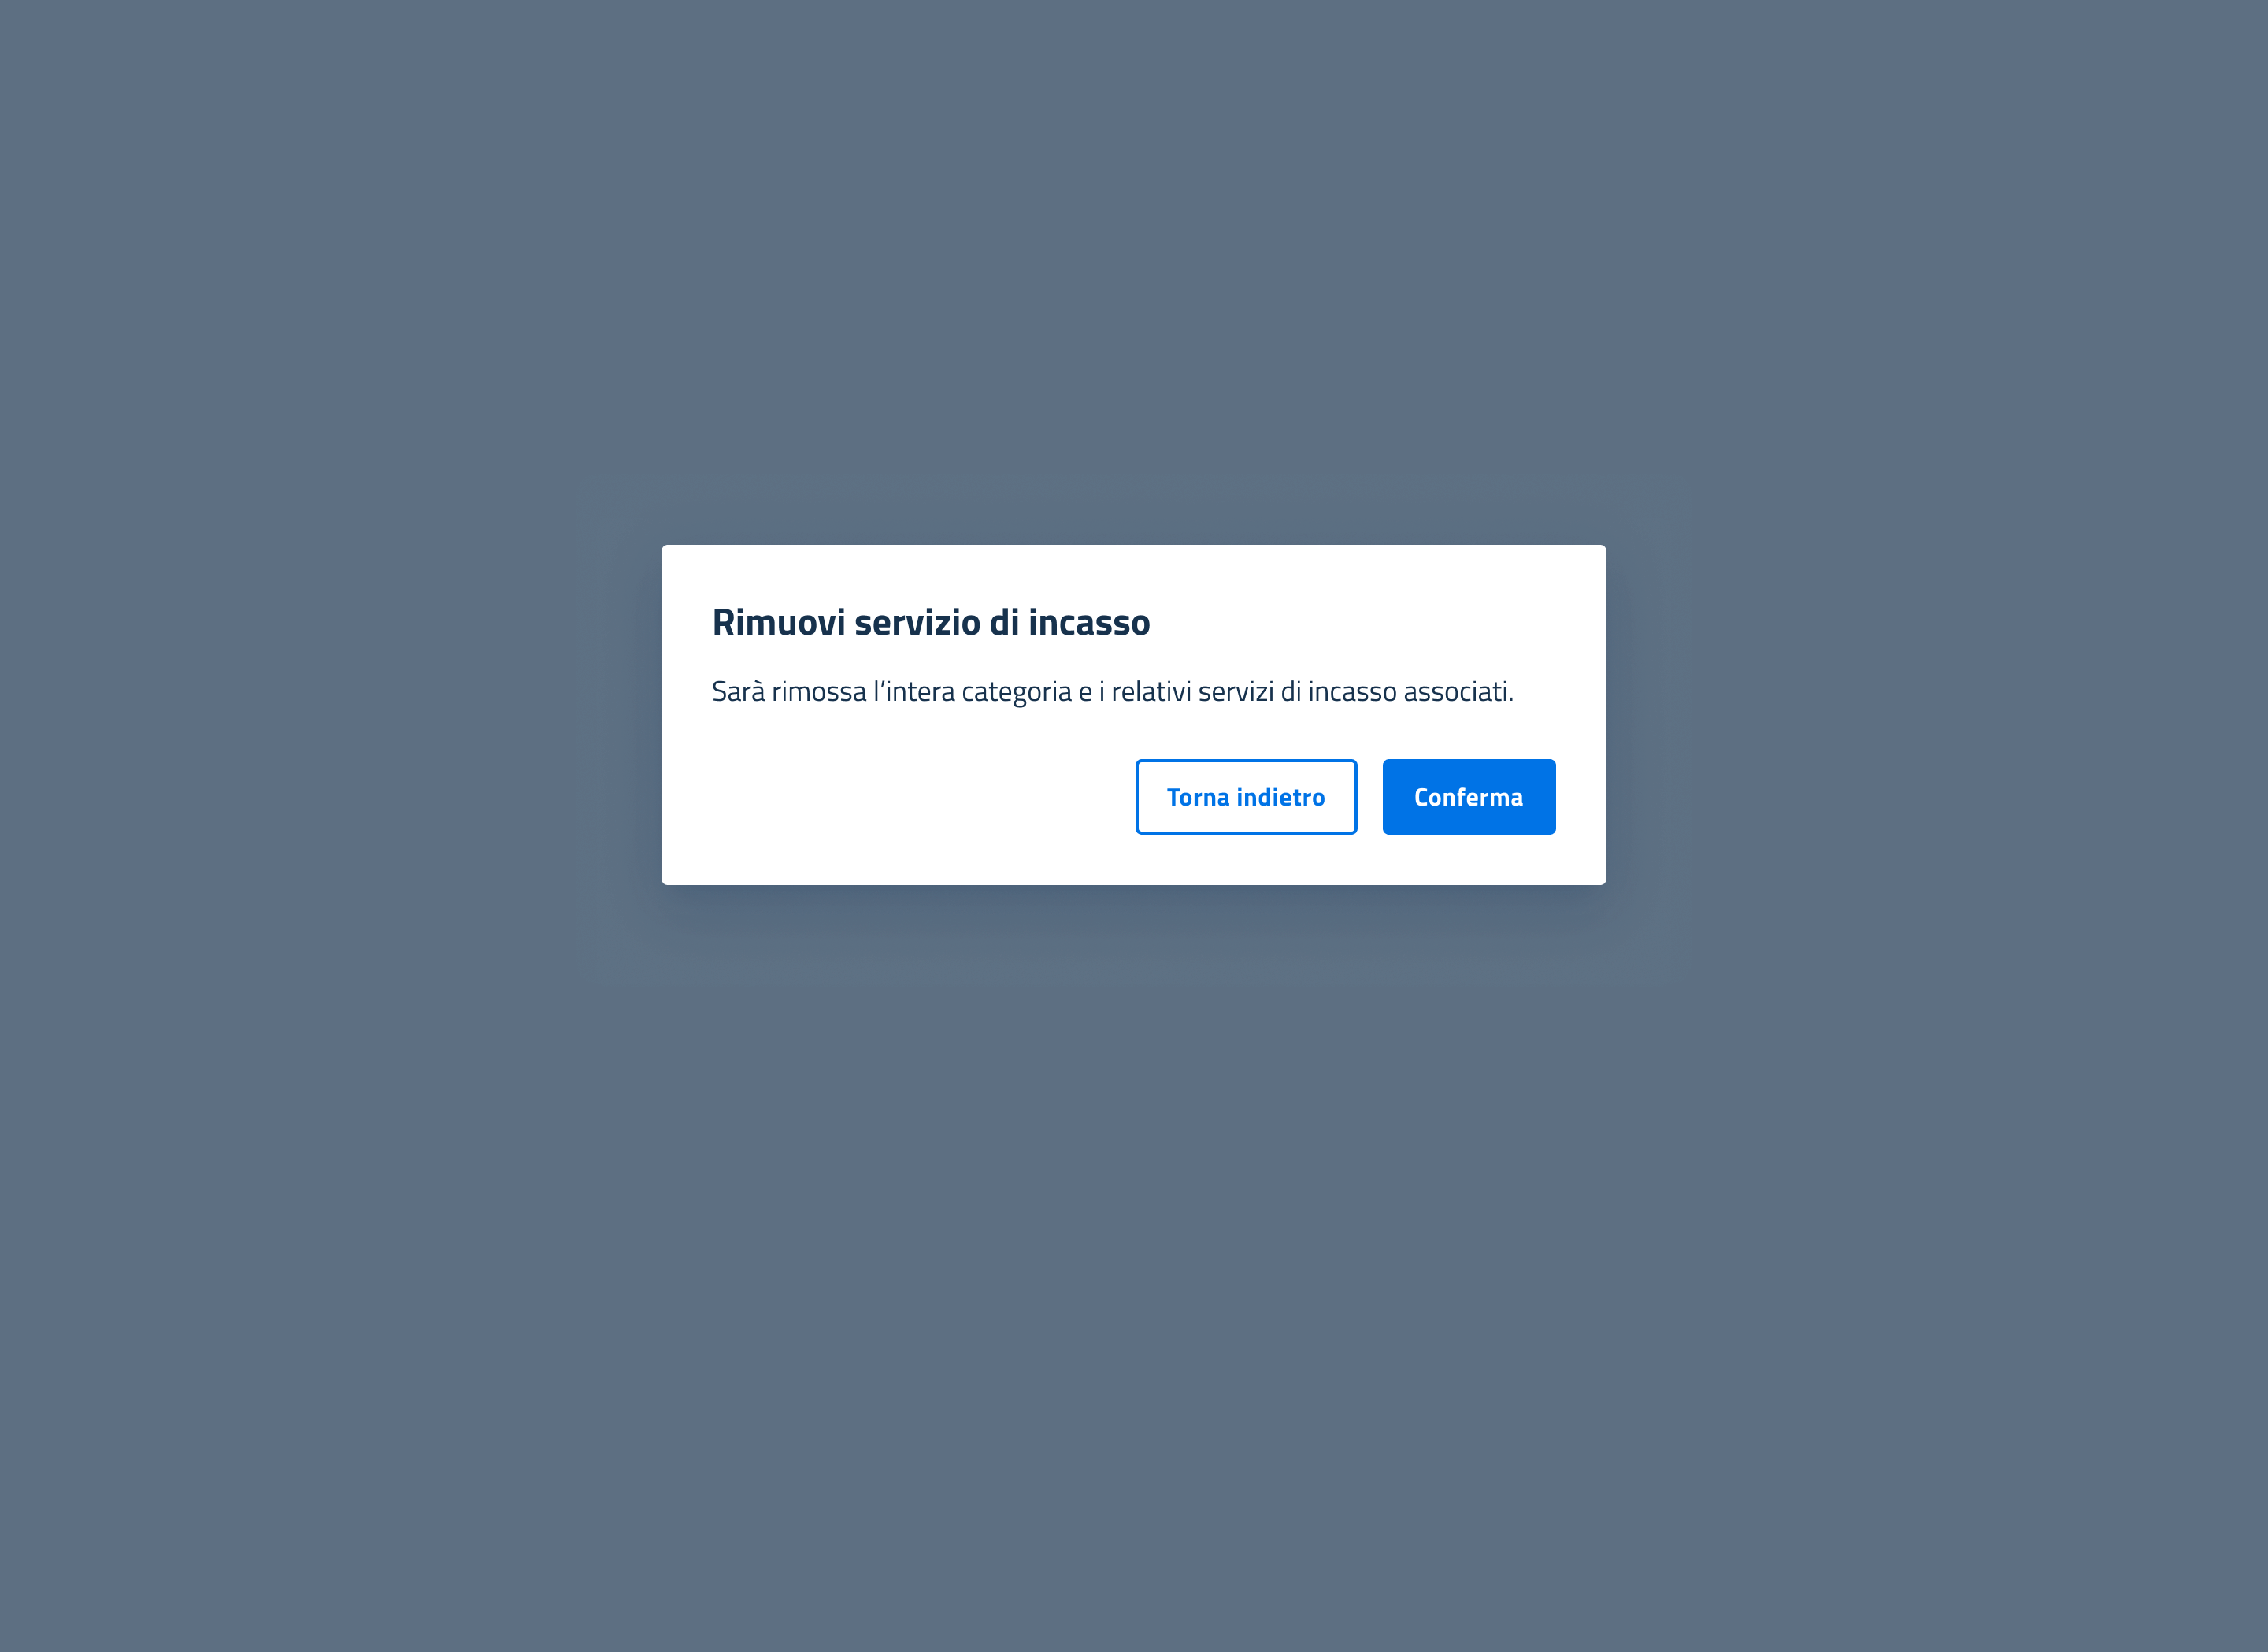 Rimuovi servizio di incasso
Sarà rimossa l’intera categoria e i relativi servizi di incasso associati.
Torna indietro
Conferma